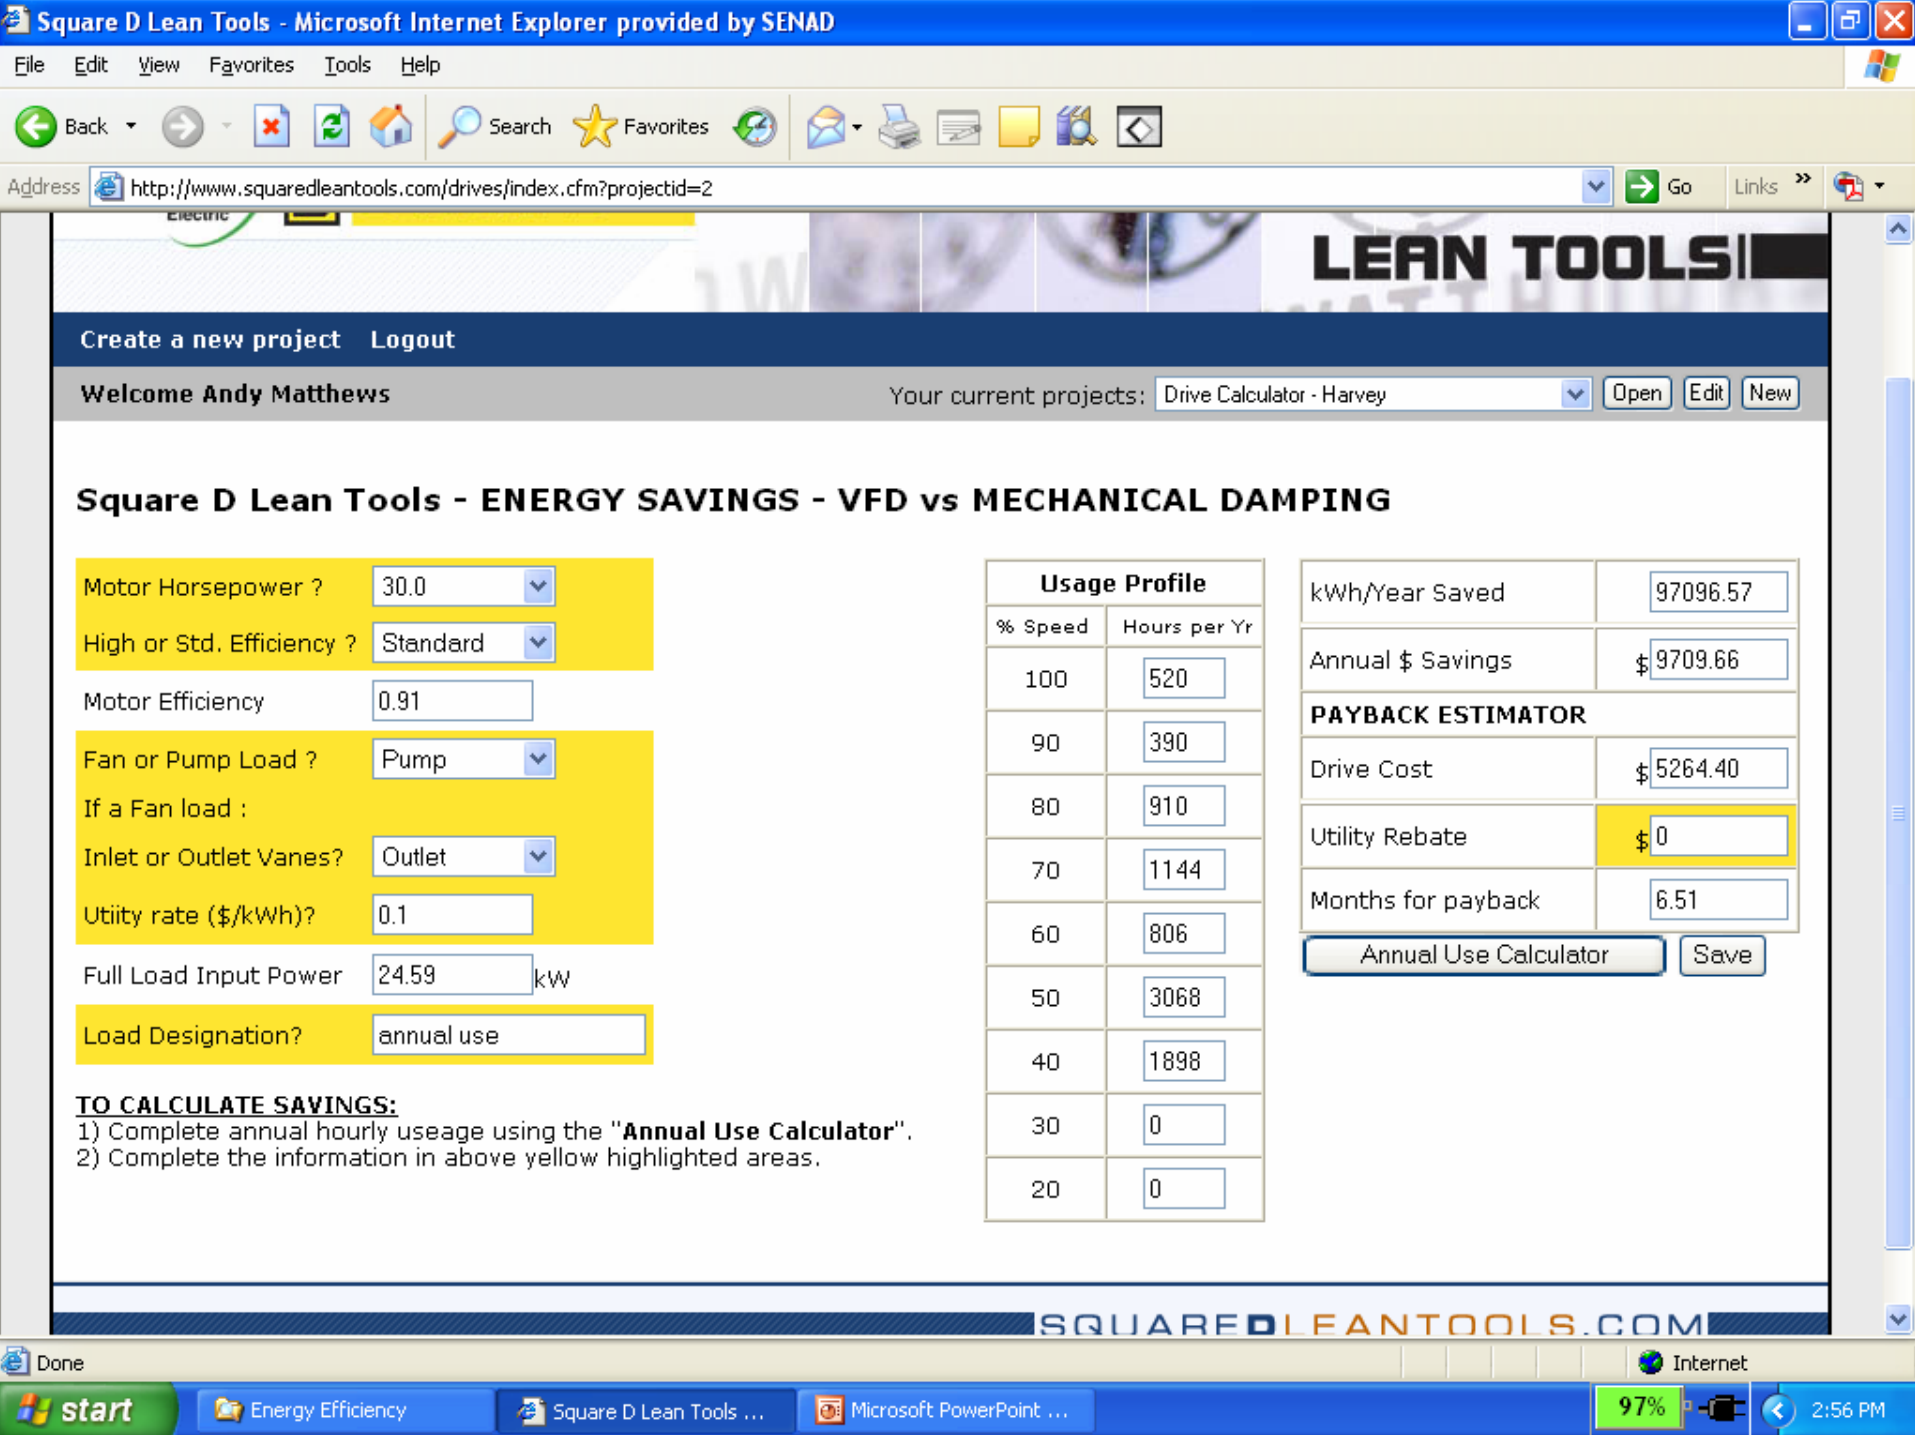 Square D Lean Tools - Microsoft Internet Explorer provided by SENAD
File Edit View Favorites Tools Help
Back Search Favorites
Address http://www.squaredleantools.com/drives/index.cfm?projectid=2 Go Links »
Electric
LEAN TOOLS
Create a new project Logout
Welcome Andy Matthews Your current projects: Drive Calculator - Harvey Open Edit New
Square D Lean Tools - ENERGY SAVINGS - VFD vs MECHANICAL DAMPING
Motor Horsepower ? 30.0
High or Std. Efficiency ? Standard
Motor Efficiency 0.91
Fan or Pump Load ? Pump
If a Fan load :
Inlet or Outlet Vanes? Outlet
Utiity rate ($/kWh)? 0.1
Full Load Input Power 24.59 kW
Load Designation? annual use
TO CALCULATE SAVINGS:
1) Complete annual hourly useage using the "Annual Use Calculator".
2) Complete the information in above yellow highlighted areas.
Usage Profile
% Speed Hours per Yr
100 520
90 390
80 910
70 1144
60 806
50 3068
40 1898
30 0
20 0
kWh/Year Saved 97096.57
Annual $ Savings $ 9709.66
PAYBACK ESTIMATOR
Drive Cost $ 5264.40
Utility Rebate $ 0
Months for payback 6.51
Annual Use Calculator Save
SQUAREDLEANTOOLS.COM
Done Internet
start Energy Efficiency Square D Lean Tools ... Microsoft PowerPoint ... 97% 2:56 PM